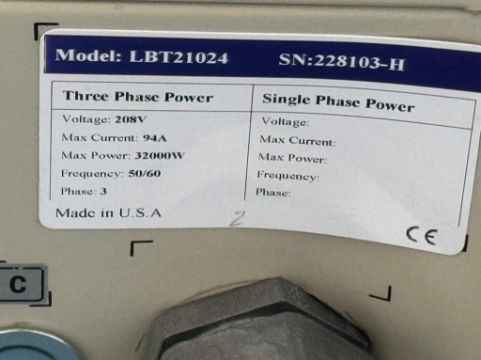 Model: LBT21024 SN:228103-H
Three Phase Power
Voltage: 208V
Max Current: 94A
Max Power: 32000W
Frequency: 50/60
Phase: 3
Single Phase Power
Voltage:
Max Current:
Max Power:
Frequency:
Phase:
Made in U.S.A
2
CE
C